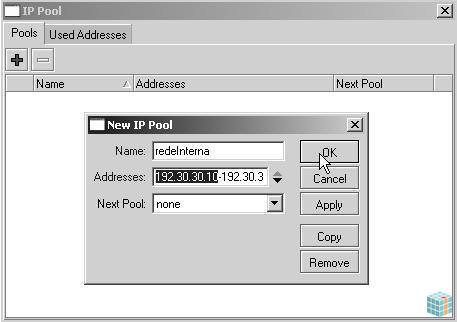 IP Pool
Pools Used Addresses
Name Addresses Next Pool
New IP Pool
Name: redeInterna OK
Addresses: 192.30.30.10-192.30.3 Cancel
Next Pool: none Apply
Copy
Remove